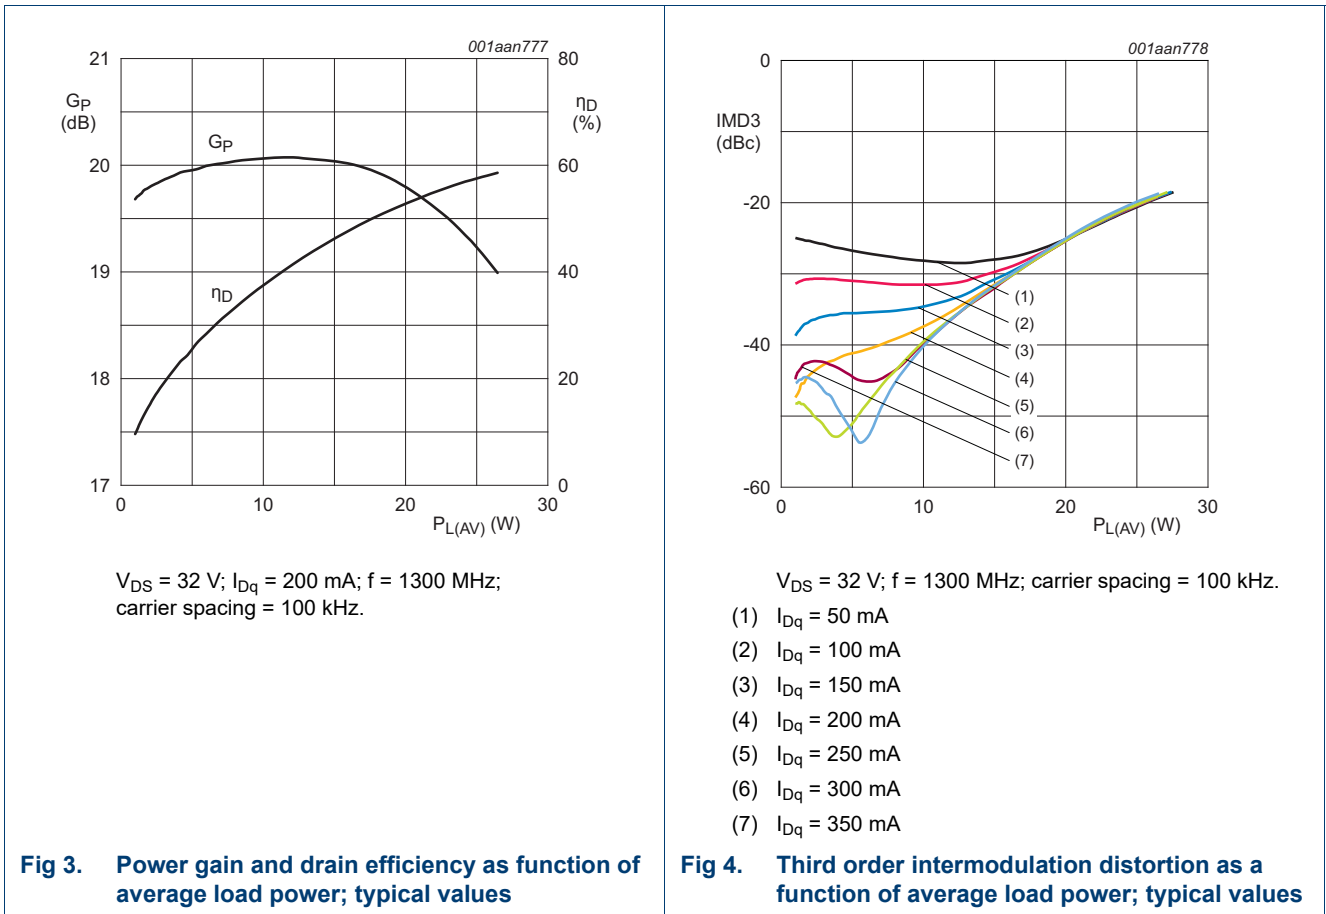 001aan777
21
20
19
18
17
GP
(dB)
80
60
40
20
0
ηD
(%)
GP
ηD
0
10
20
30
PL(AV) (W)
VDS = 32 V; IDq = 200 mA; f = 1300 MHz;
carrier spacing = 100 kHz.
Fig 3. Power gain and drain efficiency as function of
average load power; typical values
001aan778
0
-20
-40
-60
IMD3
(dBc)
(1)
(2)
(3)
(4)
(5)
(6)
(7)
0
10
20
30
PL(AV) (W)
VDS = 32 V; f = 1300 MHz; carrier spacing = 100 kHz.
(1) IDq = 50 mA
(2) IDq = 100 mA
(3) IDq = 150 mA
(4) IDq = 200 mA
(5) IDq = 250 mA
(6) IDq = 300 mA
(7) IDq = 350 mA
Fig 4. Third order intermodulation distortion as a
function of average load power; typical values